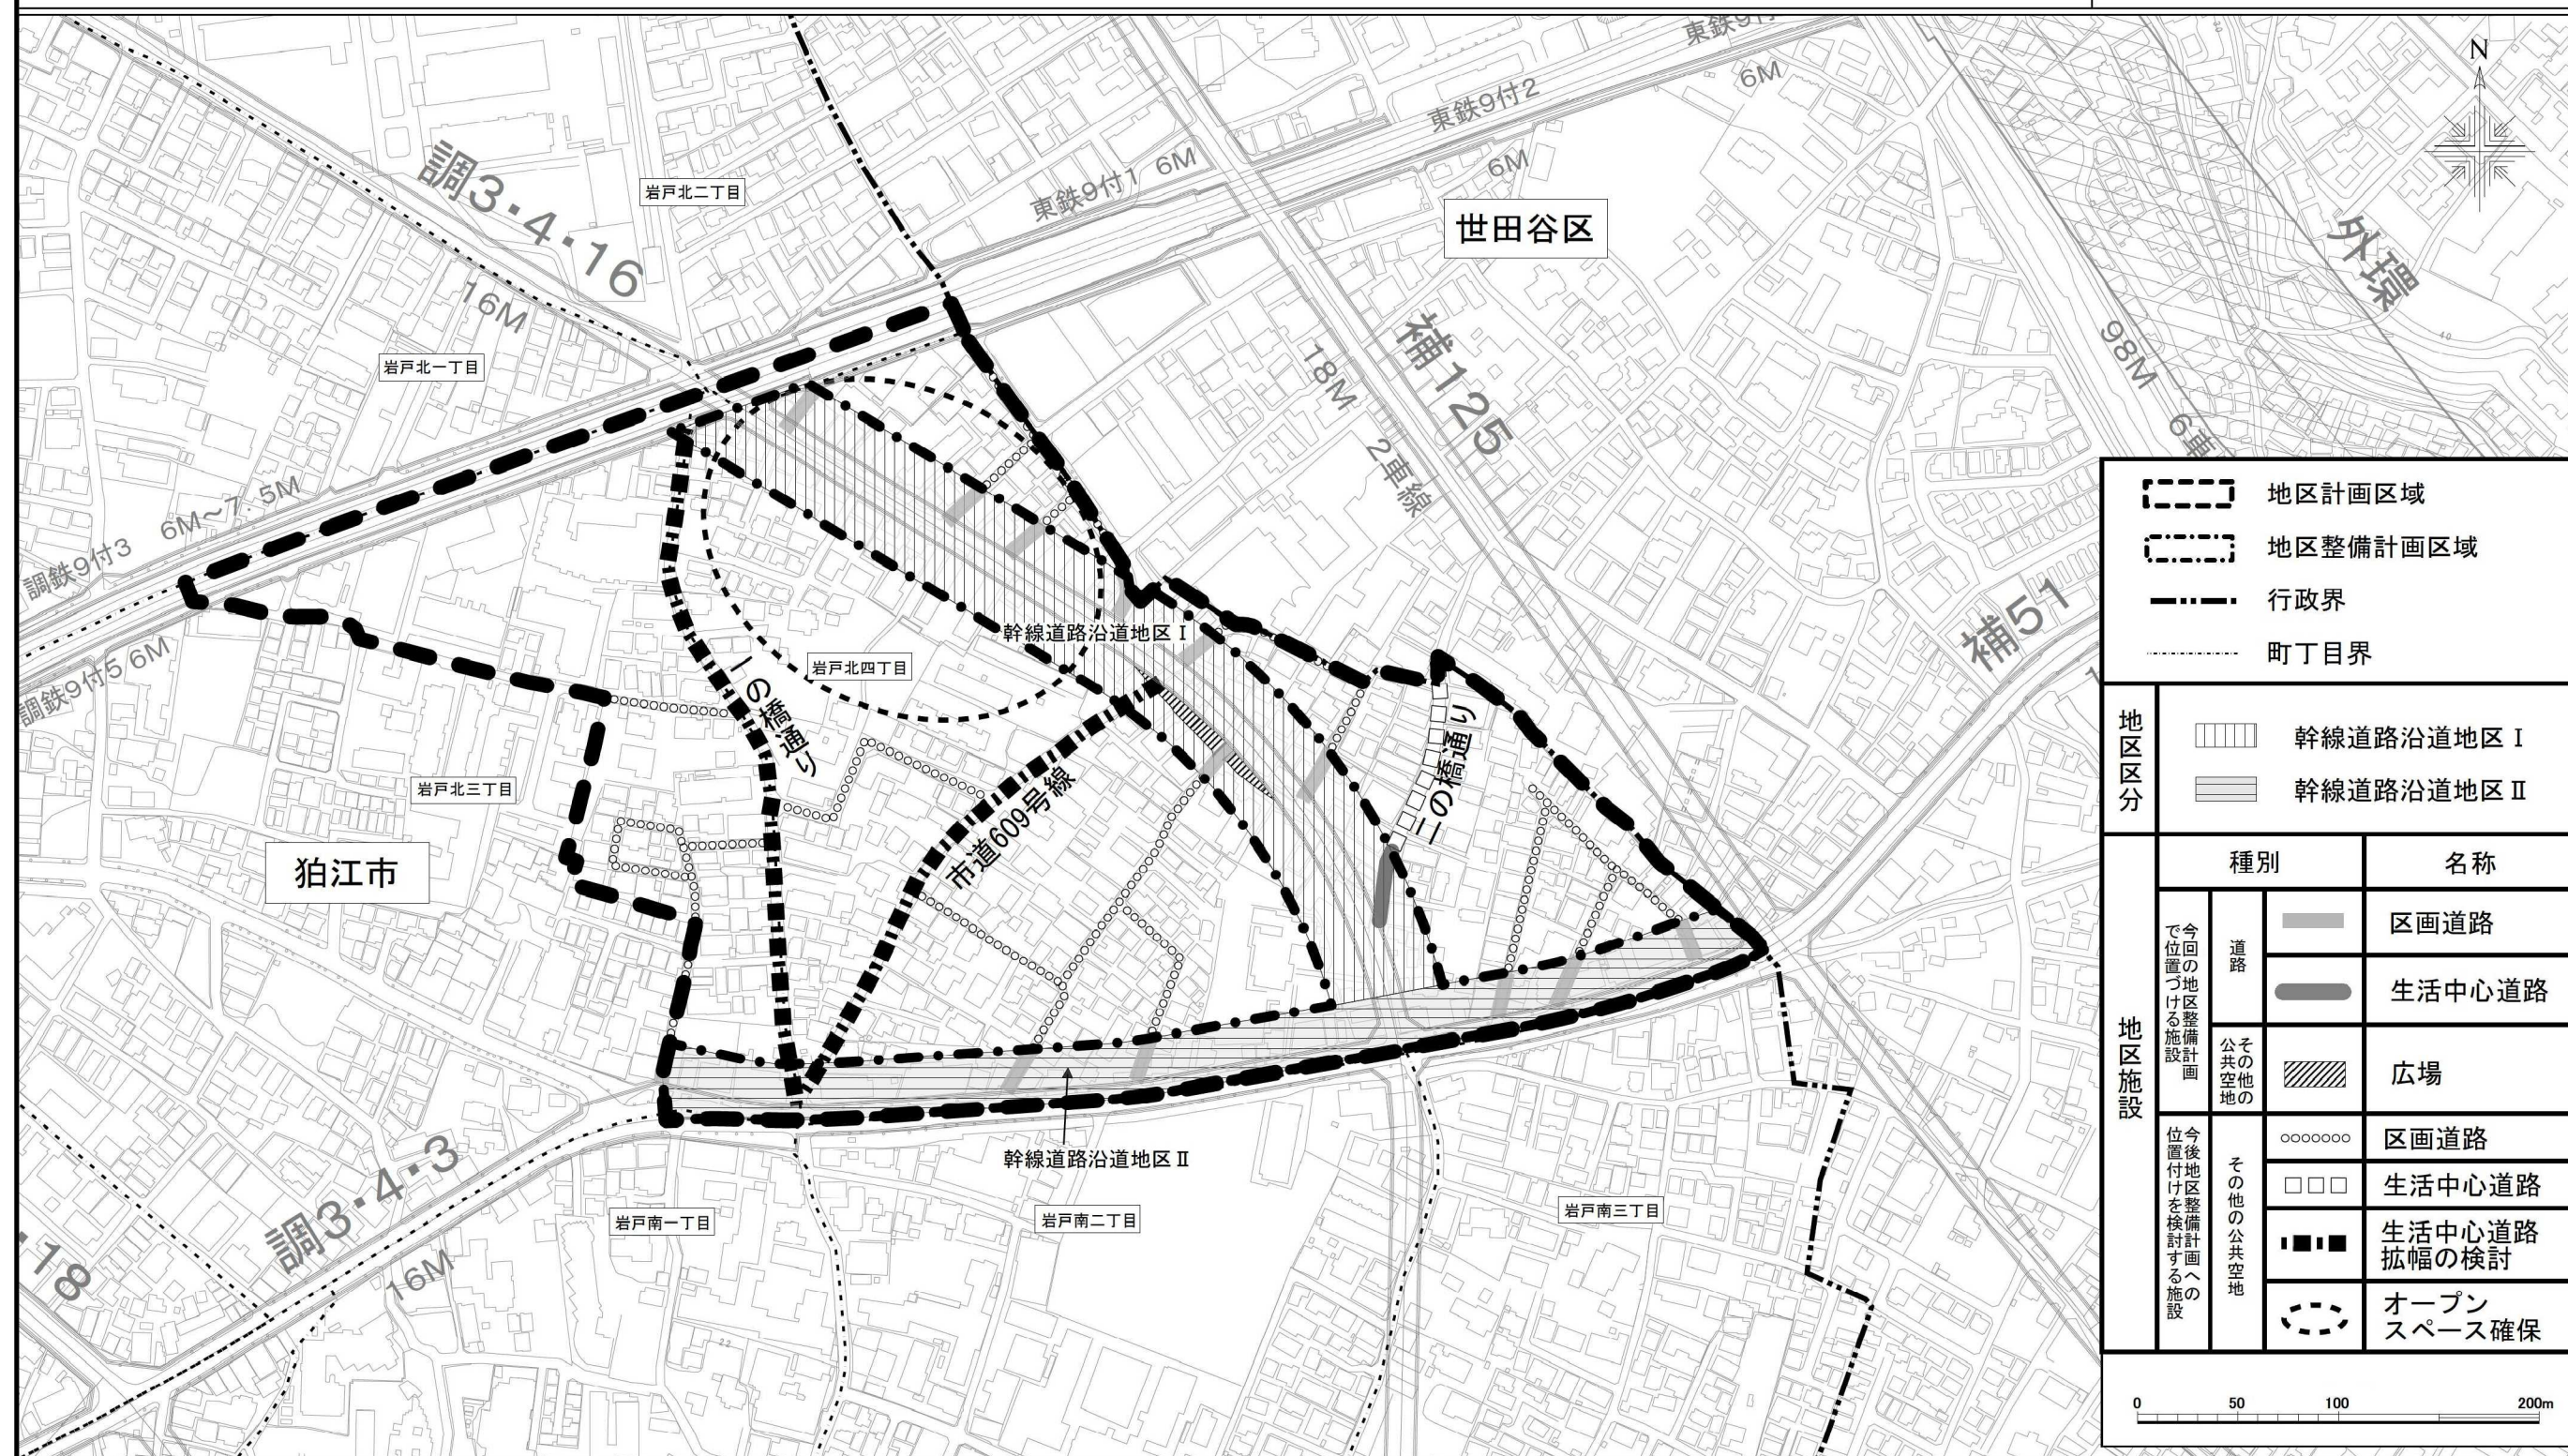 東鉄9付
6M
N
東鉄9付2
6M
東鉄9付1 6M
調3・4・16
16M
岩戸北二丁目
世田谷区
外環
98M
6車
岩戸北一丁目
18M
2車線
補125
6M～7.5M
調鉄9付3
調鉄9付5 6M
補51
幹線道路沿道地区Ⅰ
岩戸北四丁目
一の橋通り
二の橋通り
市道609号線
岩戸北三丁目
狛江市
幹線道路沿道地区Ⅱ
調3・4・3
16M
・18
岩戸南一丁目
岩戸南二丁目
岩戸南三丁目
22
40
地区計画区域
地区整備計画区域
行政界
町丁目界
地区区分
幹線道路沿道地区Ⅰ
幹線道路沿道地区Ⅱ
地区施設
種別
名称
今回の地区整備計画
で位置づける施設
道路
区画道路
生活中心道路
その他の
公共空地
広場
今後地区整備計画への
位置付けを検討する施設
その他の公共空地
区画道路
生活中心道路
生活中心道路
拡幅の検討
オープン
スペース確保
0 50 100 200m